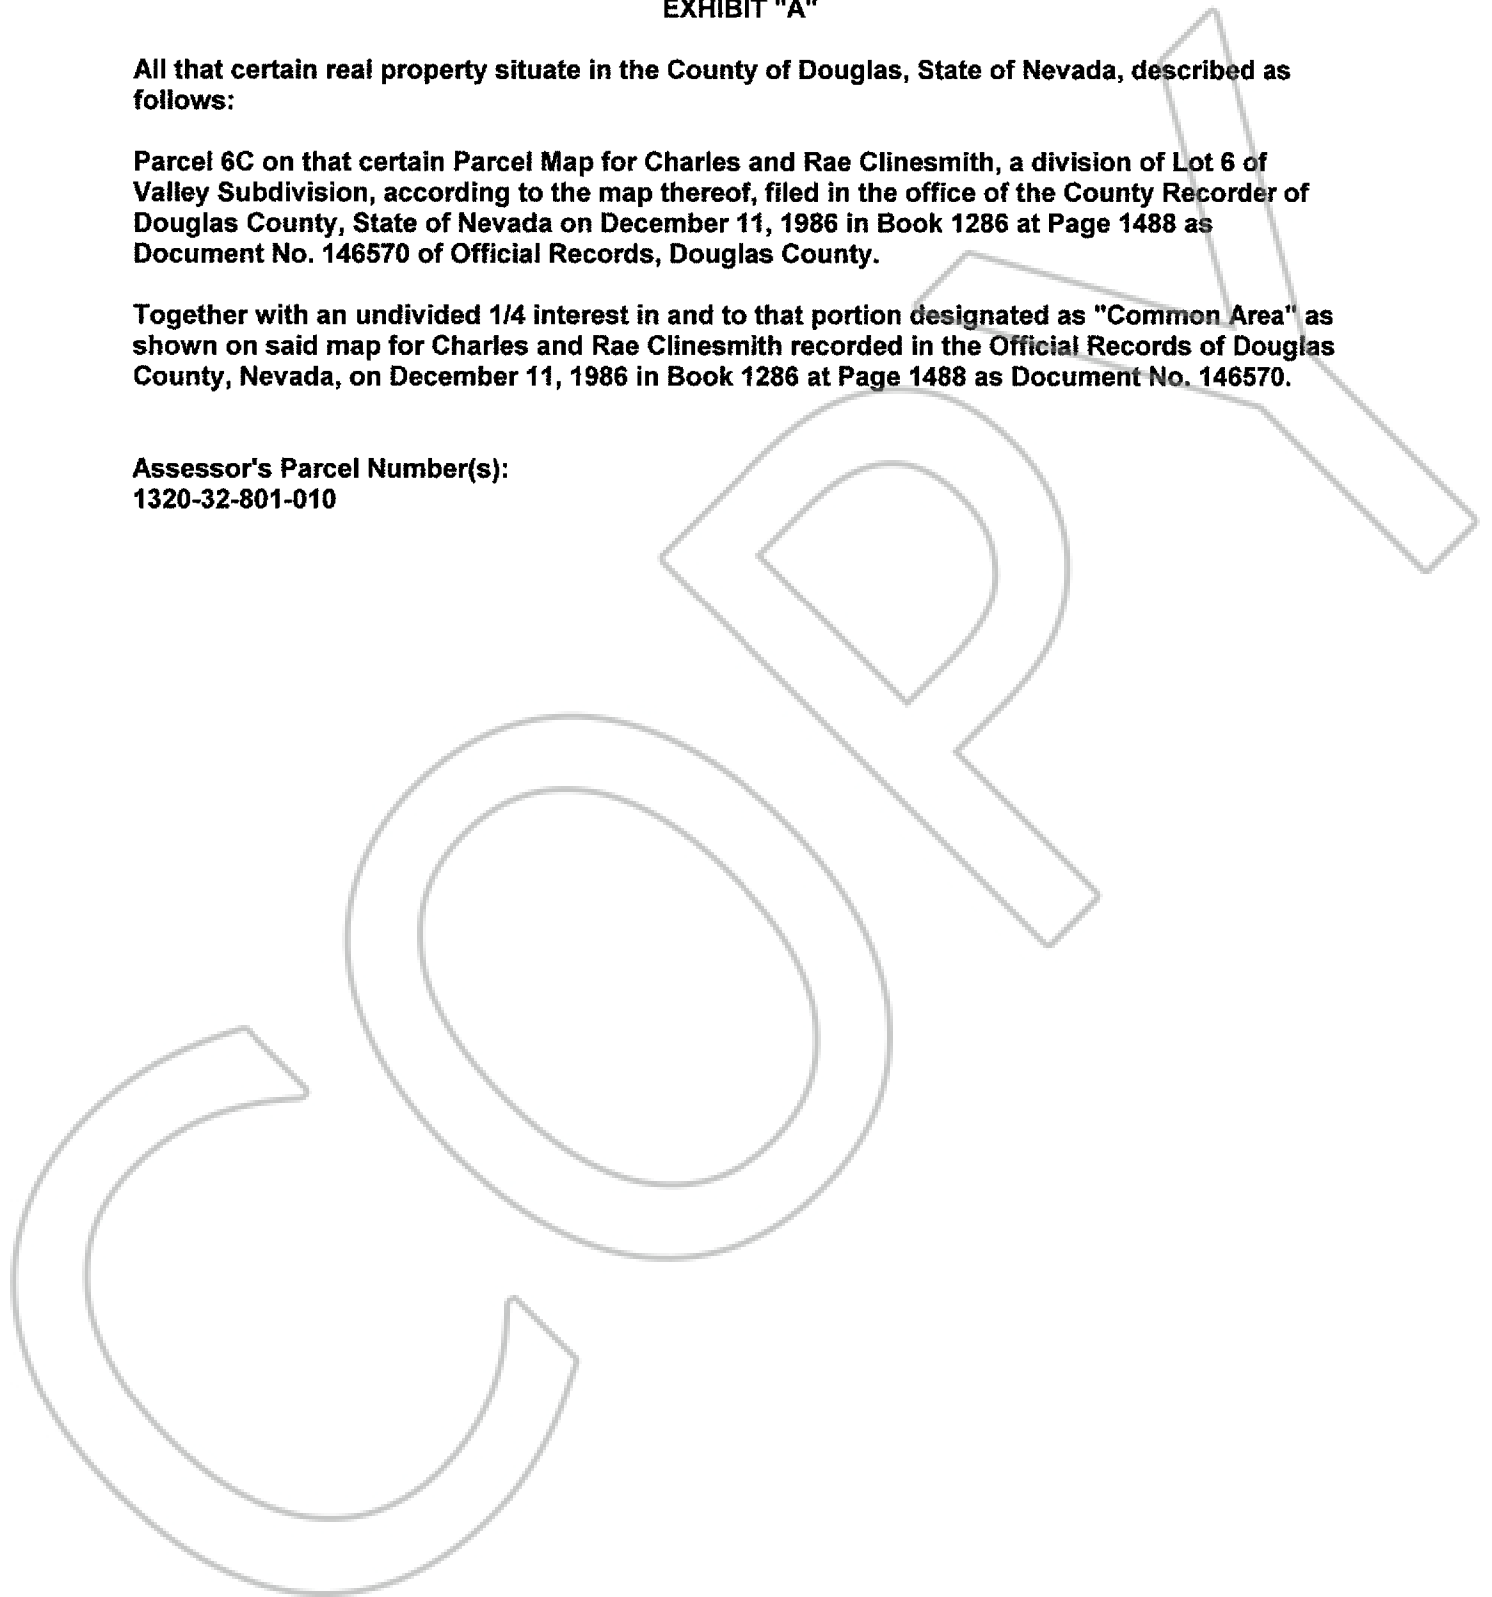 EXHIBIT "A"
All that certain real property situate in the County of Douglas, State of Nevada, described as
follows:
Parcel 6C on that certain Parcel Map for Charles and Rae Clinesmith, a division of Lot 6 of
Valley Subdivision, according to the map thereof, filed in the office of the County Recorder of
Douglas County, State of Nevada on December 11, 1986 in Book 1286 at Page 1488 as
Document No. 146570 of Official Records, Douglas County.
Together with an undivided 1/4 interest in and to that portion designated as "Common Area" as
shown on said map for Charles and Rae Clinesmith recorded in the Official Records of Douglas
County, Nevada, on December 11, 1986 in Book 1286 at Page 1488 as Document No. 146570.
Assessor's Parcel Number(s):
1320-32-801-010
COPY